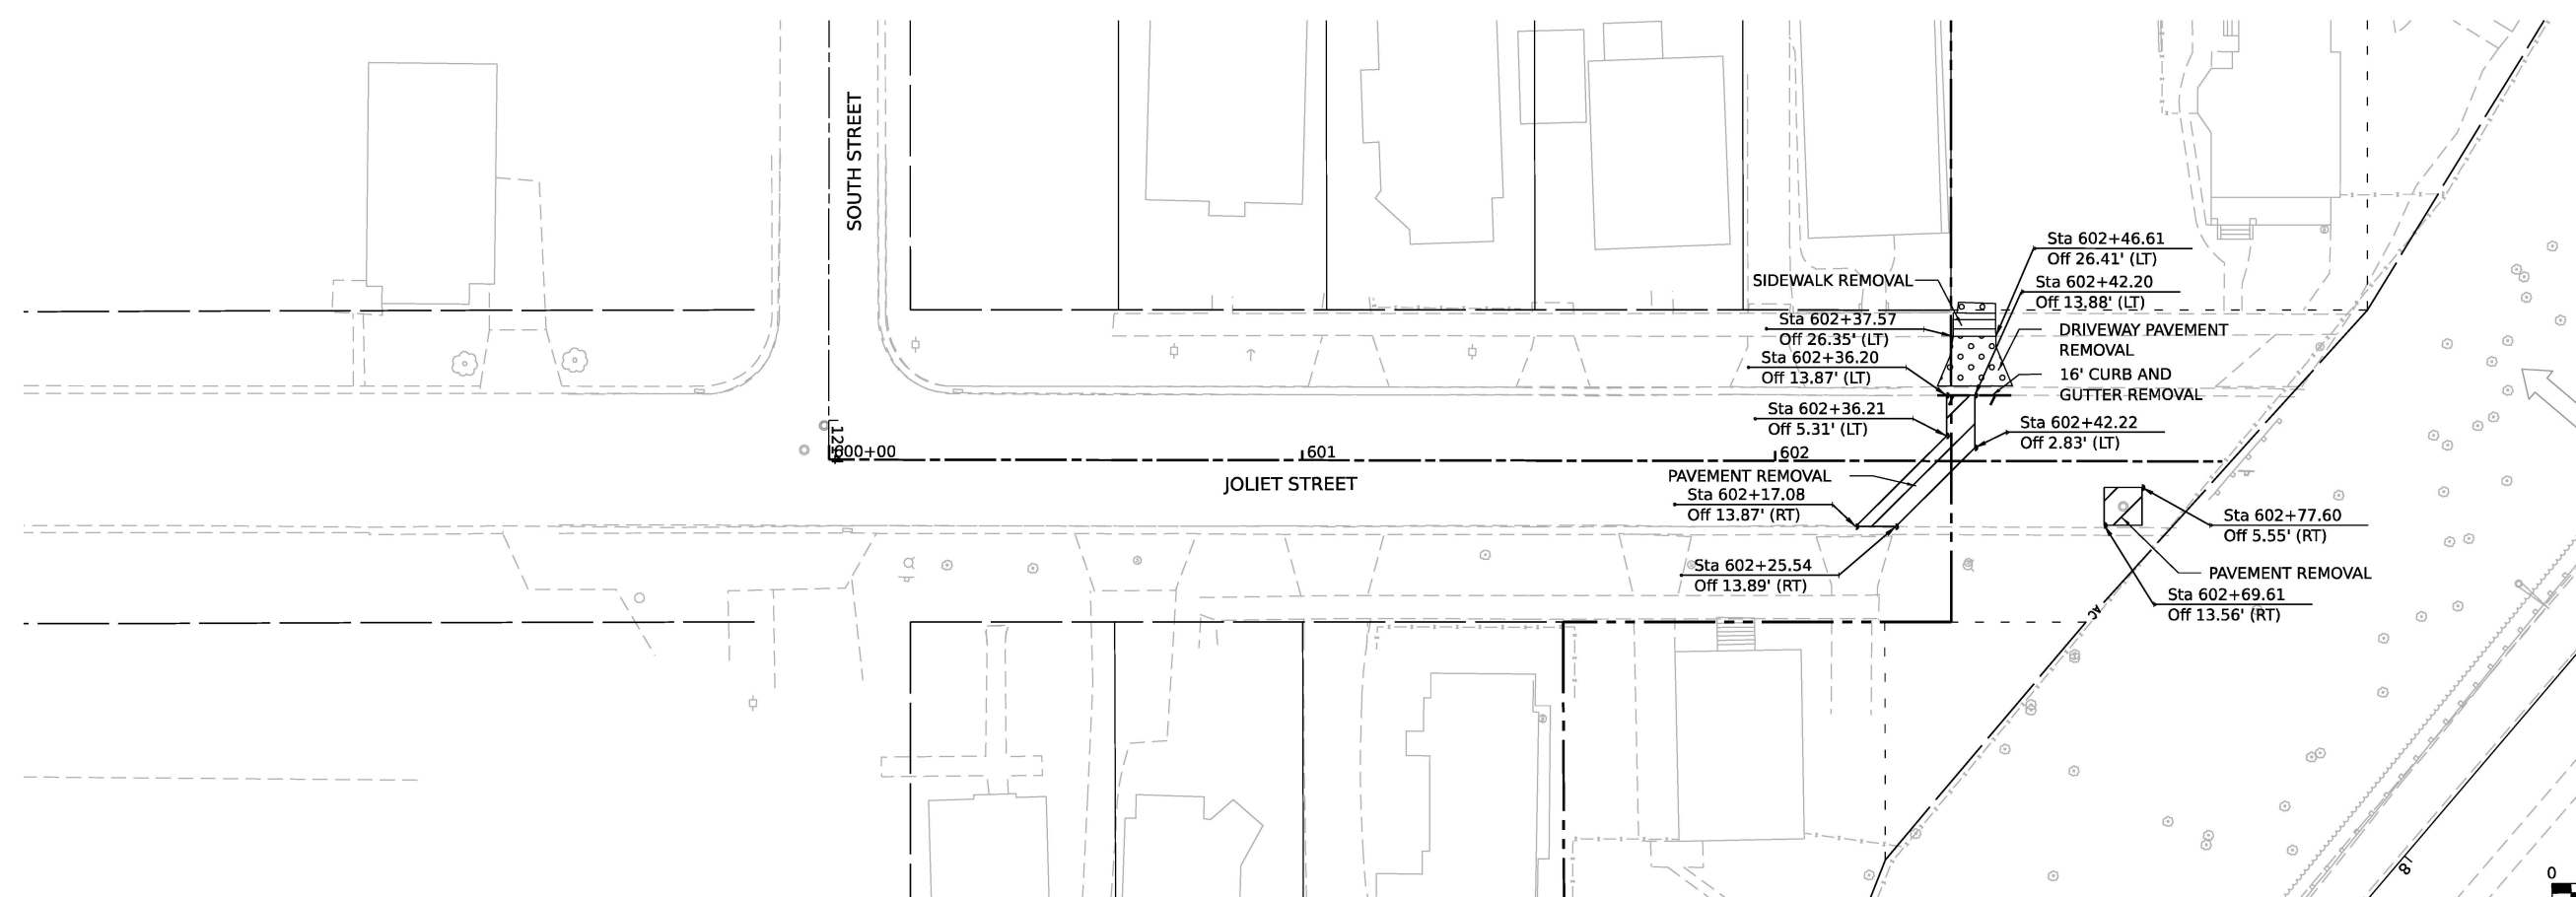 SOUTH STREET
Sta 602+46.61
Off 26.41' (LT)
SIDEWALK REMOVAL
Sta 602+42.20
Off 13.88' (LT)
Sta 602+37.57
Off 26.35' (LT)
DRIVEWAY PAVEMENT
REMOVAL
Sta 602+36.20
Off 13.87' (LT)
16' CURB AND
GUTTER REMOVAL
Sta 602+36.21
Off 5.31' (LT)
Sta 602+42.22
Off 2.83' (LT)
600+00
601
602
JOLIET STREET
PAVEMENT REMOVAL
Sta 602+17.08
Off 13.87' (RT)
Sta 602+77.60
Off 5.55' (RT)
Sta 602+25.54
Off 13.89' (RT)
PAVEMENT REMOVAL
Sta 602+69.61
Off 13.56' (RT)
AC
18
0